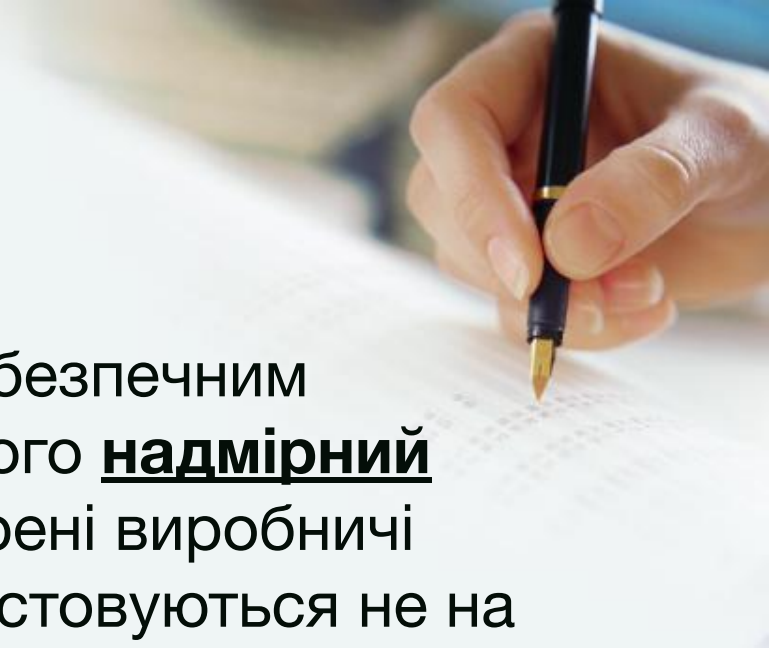 безпечним
ого надмірний
рені виробничі
стовуються не на